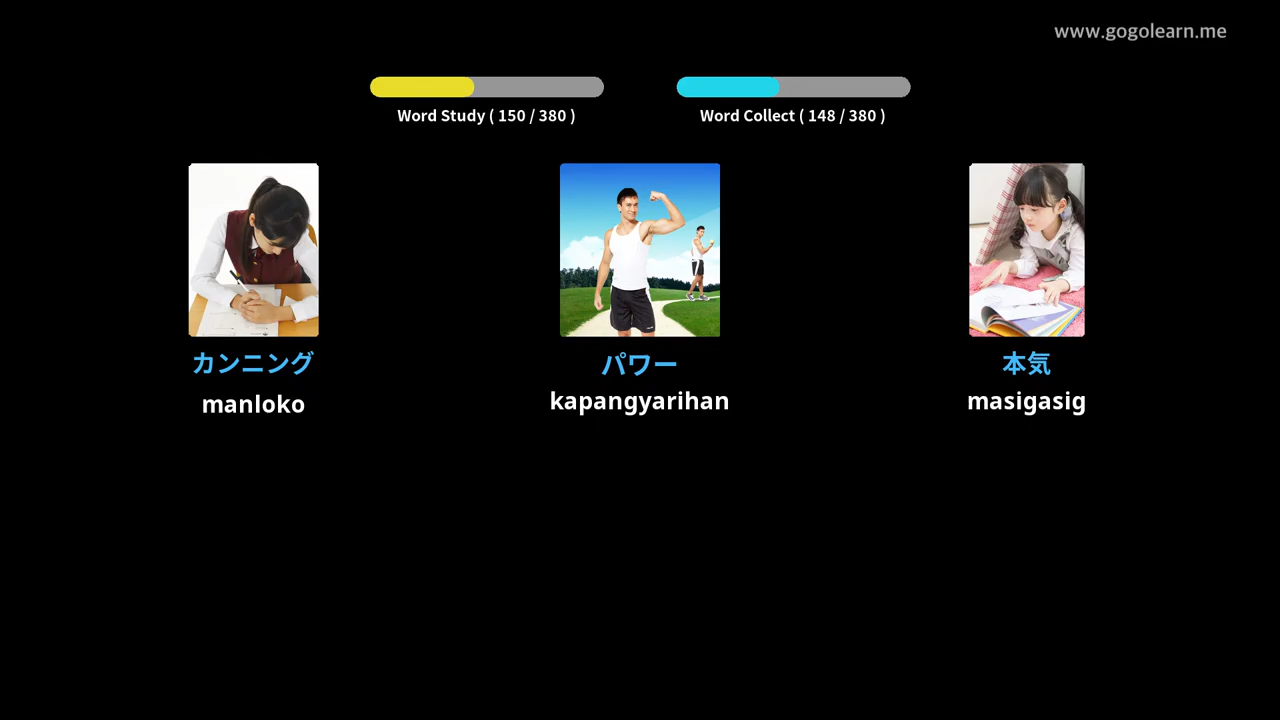 www.gogolearn.me
Word Study ( 150 / 380 )
Word Collect ( 148 / 380 )
カンニング
manloko
パワー
kapangyarihan
本気
masigasig